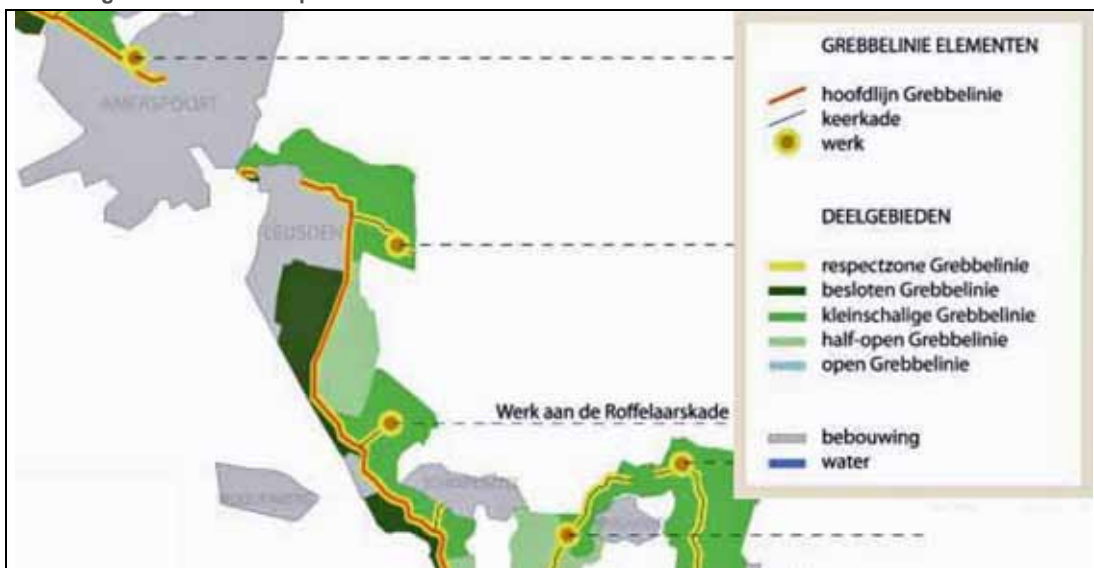 AMERSFOORT
LEUSDEN
Werk aan de Roffelaarskade
GREBBELINIE ELEMENTEN
hoofdlijn Grebbelinie
keerkade
werk
DEELGEBIEDEN
respectzone Grebbelinie
besloten Grebbelinie
kleinschalige Grebbelinie
half-open Grebbelinie
open Grebbelinie
bebouwing
water